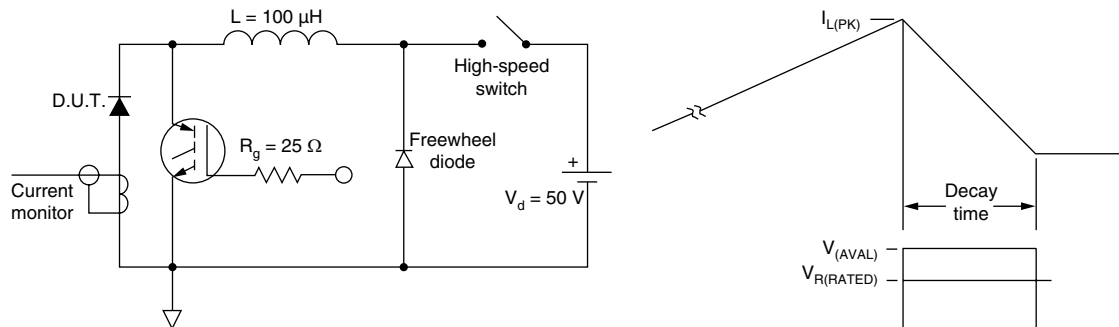 L = 100 μH
D.U.T.
High-speed
switch
R_g = 25 Ω
Freewheel
diode
Current
monitor
+
V_d = 50 V
I_L(PK)
Decay
time
V_(AVAL)
V_R(RATED)